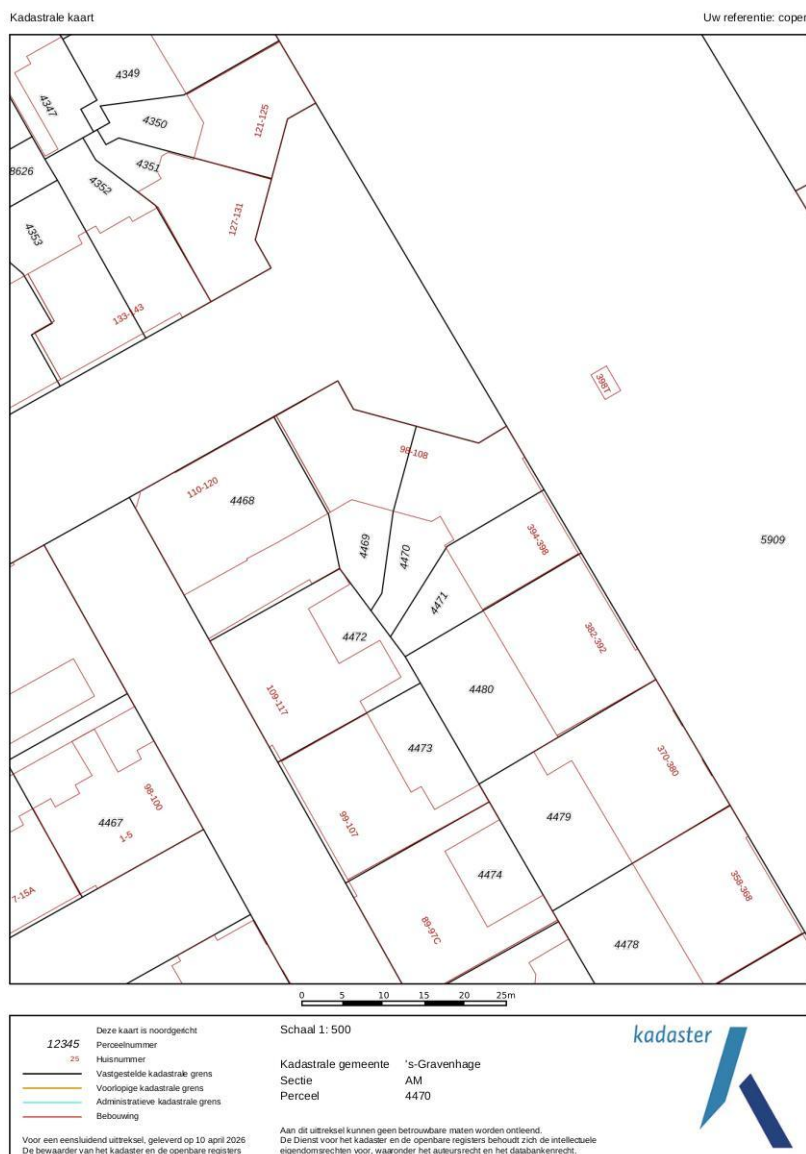 Kadastrale kaart
Uw referentie: coper
4349
4347
4350
121-125
4351
8626
4352
127-131
4353
133-143
398T
98-108
110-120
4468
4469
4470
394-398
5909
4471
4472
382-392
109-117
4480
4473
370-380
99-107
98-100
4467
1-5
4479
4474
358-368
7-15A
89-97C
4478
0 5 10 15 20 25m
Deze kaart is noordgericht
12345 Perceelnummer
25 Huisnummer
Vastgestelde kadastrale grens
Voorlopige kadastrale grens
Administratieve kadastrale grens
Bebouwing
Voor een eensluidend uittreksel, geleverd op 10 april 2026
De bewaarder van het kadaster en de openbare registers
Schaal 1: 500
Kadastrale gemeente 's-Gravenhage
Sectie AM
Perceel 4470
Aan dit uittreksel kunnen geen betrouwbare maten worden ontleend.
De Dienst voor het kadaster en de openbare registers behoudt zich de intellectuele
eigendomsrechten voor, waaronder het auteursrecht en het databankenrecht.
kadaster